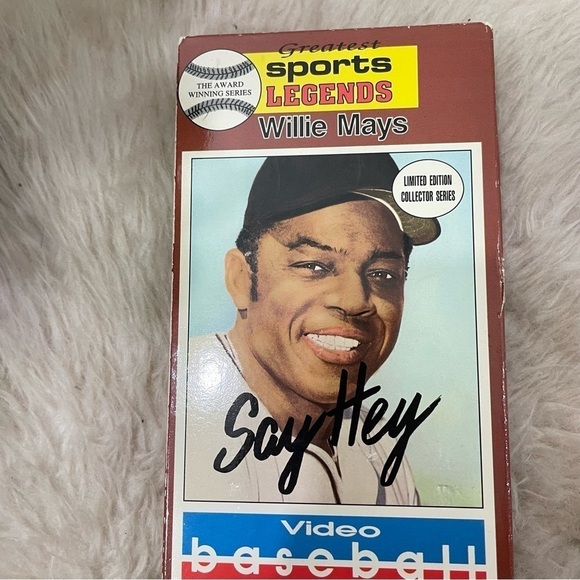 Greatest
sports
LEGENDS
THE AWARD
WINNING SERIES
Willie Mays
LIMITED EDITION
COLLECTOR SERIES
Say Hey
Video
baseball